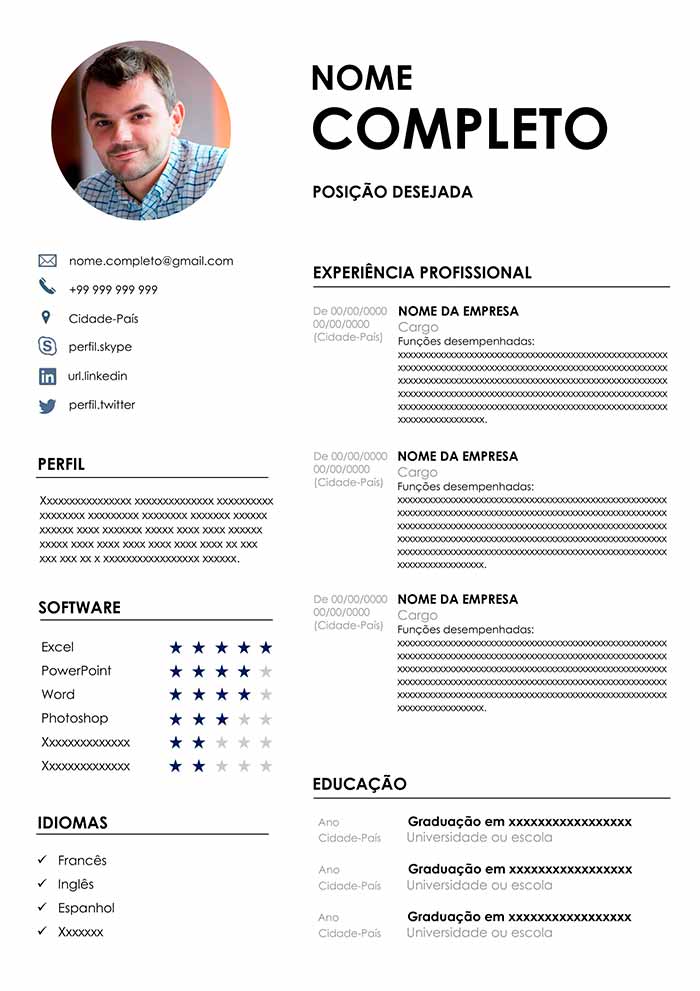 NOME
COMPLETO
POSIÇÃO DESEJADA
nome.completo@gmail.com
+99 999 999 999
Cidade-País
perfil.skype
url.linkedin
perfil.twitter
PERFIL
Xxxxxxxxxxxxxxx xxxxxxxxxxxxxx xxxxxxxxxx
xxxxxxxx xxxxxxxxx xxxxxxxx xxxxxxx xxxxxx
xxxxxx xxxx xxxxxxx xxxxx xxxx xxxx xxxxxx
xxxxx xxxx xxxx xxxx xxxx xxxx xxxx xx xxx
xxx xxx xx x xxxxxxxxxxxxxxxxx xxxxxx.
SOFTWARE
Excel
PowerPoint
Word
Photoshop
Xxxxxxxxxxxxxx
Xxxxxxxxxxxxxx
IDIOMAS
Francês
Inglês
Espanhol
Xxxxxxx
EXPERIÊNCIA PROFISSIONAL
De 00/00/0000
00/00/0000
(Cidade-País)
NOME DA EMPRESA
Cargo
Funções desempenhadas:
De 00/00/0000
00/00/0000
(Cidade-País)
NOME DA EMPRESA
Cargo
Funções desempenhadas:
De 00/00/0000
00/00/0000
(Cidade-País)
NOME DA EMPRESA
Cargo
Funções desempenhadas:
EDUCAÇÃO
Ano
Cidade-País
Graduação em xxxxxxxxxxxxxxxxx
Universidade ou escola
Ano
Cidade-País
Graduação em xxxxxxxxxxxxxxxxx
Universidade ou escola
Ano
Cidade-País
Graduação em xxxxxxxxxxxxxxxxx
Universidade ou escola